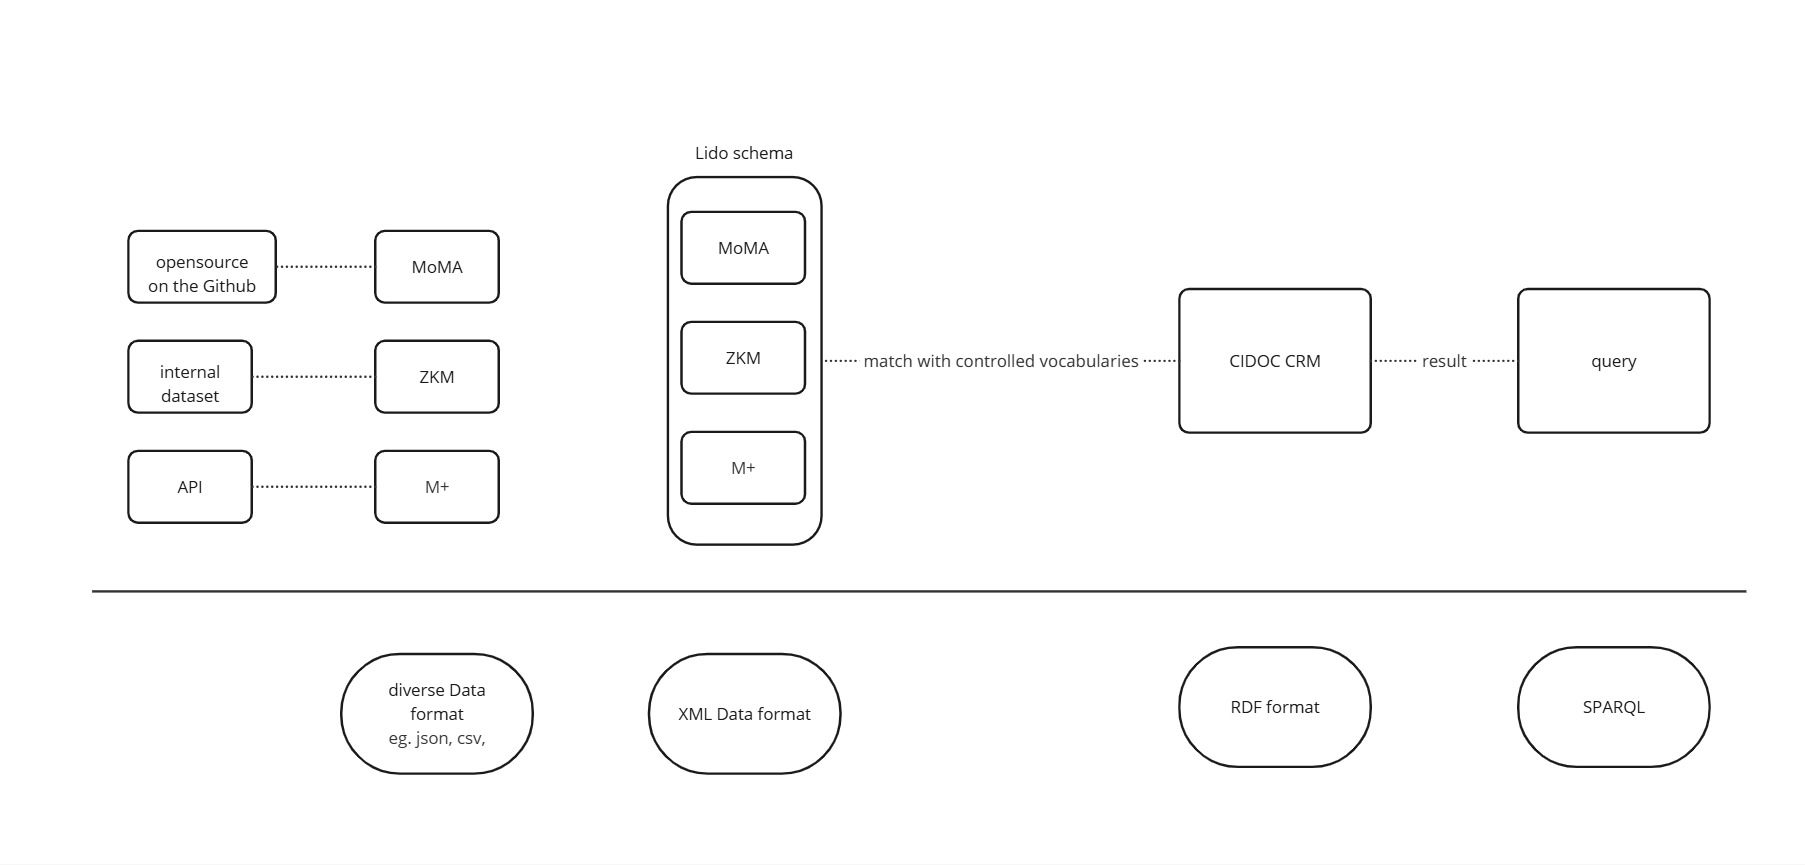 Lido schema
opensource
on the Github
MoMA
internal
dataset
ZKM
API
M+
MoMA
ZKM
M+
match with controlled vocabularies
CIDOC CRM
result
query
diverse Data
format
eg. json, csv,
XML Data format
RDF format
SPARQL